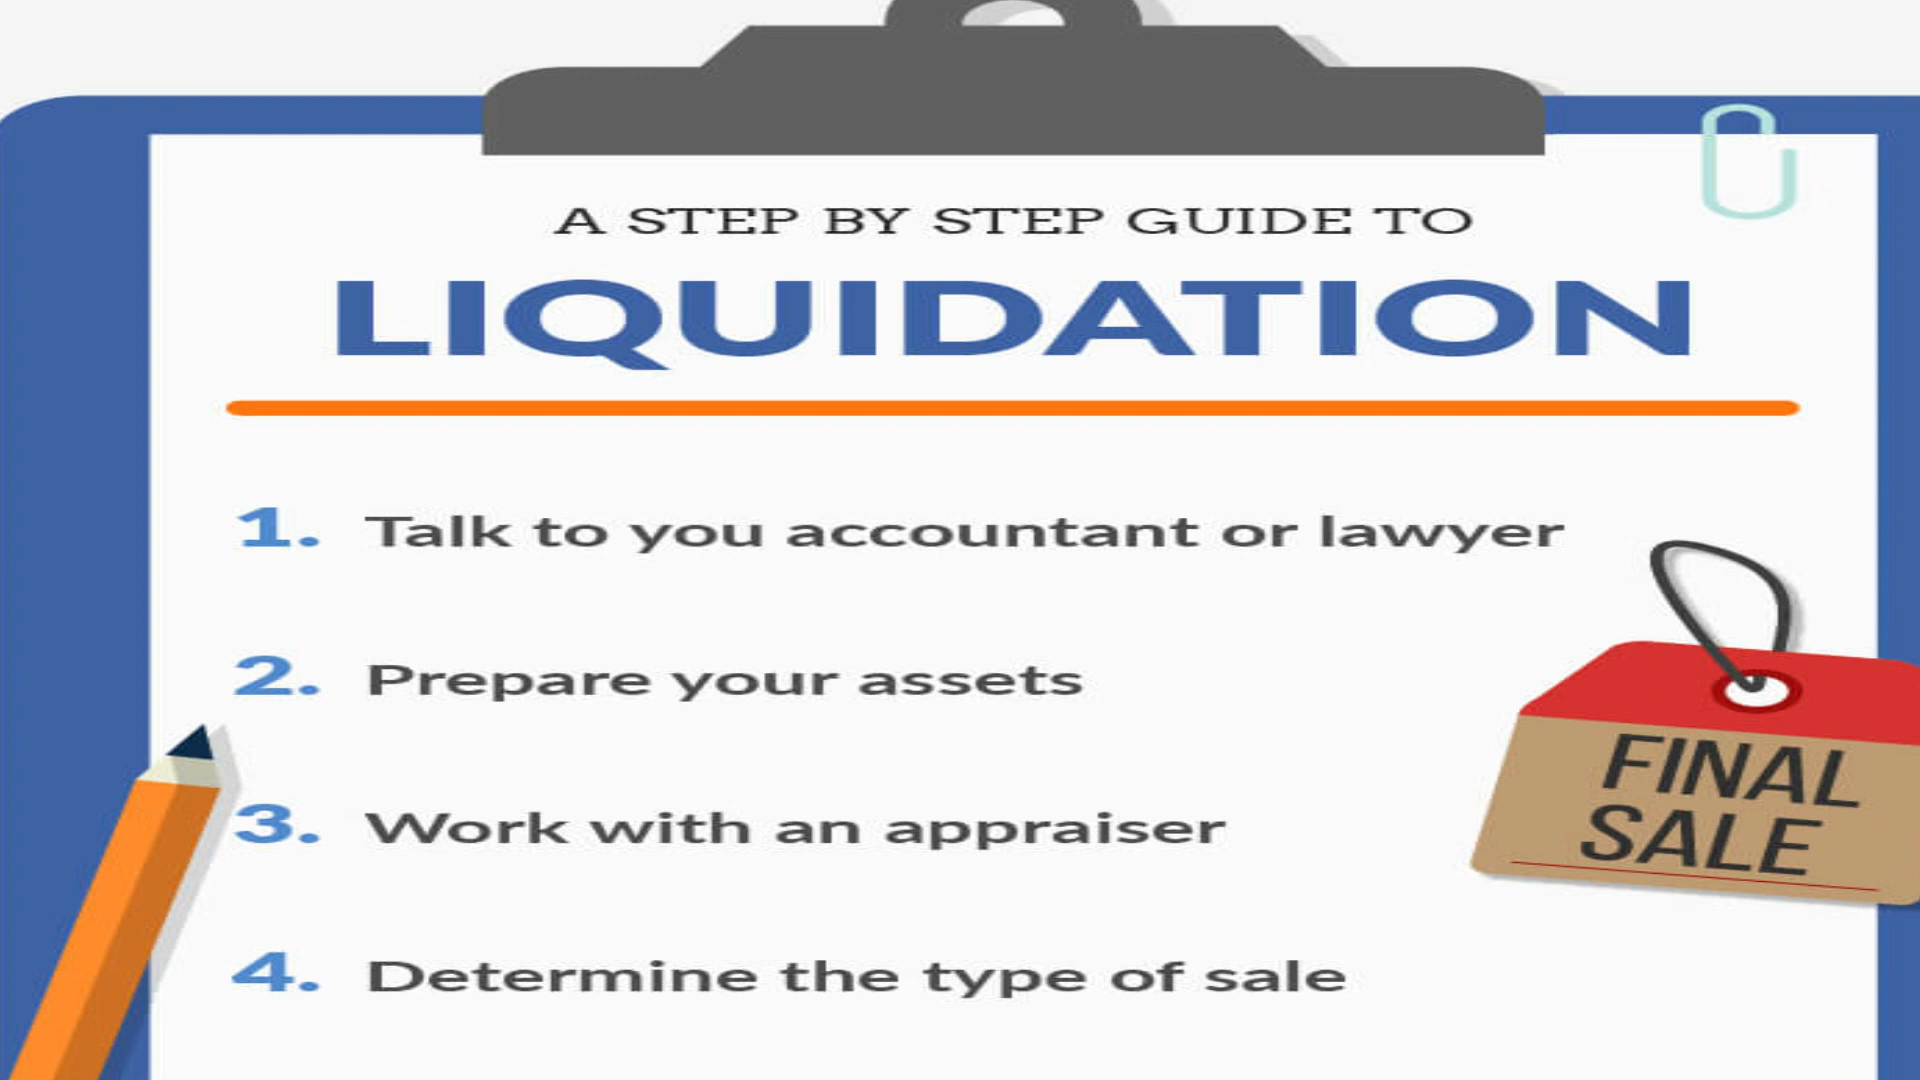 A STEP BY STEP GUIDE TO
LIQUIDATION
1. Talk to you accountant or lawyer
2. Prepare your assets
3. Work with an appraiser
4. Determine the type of sale
FINAL
SALE